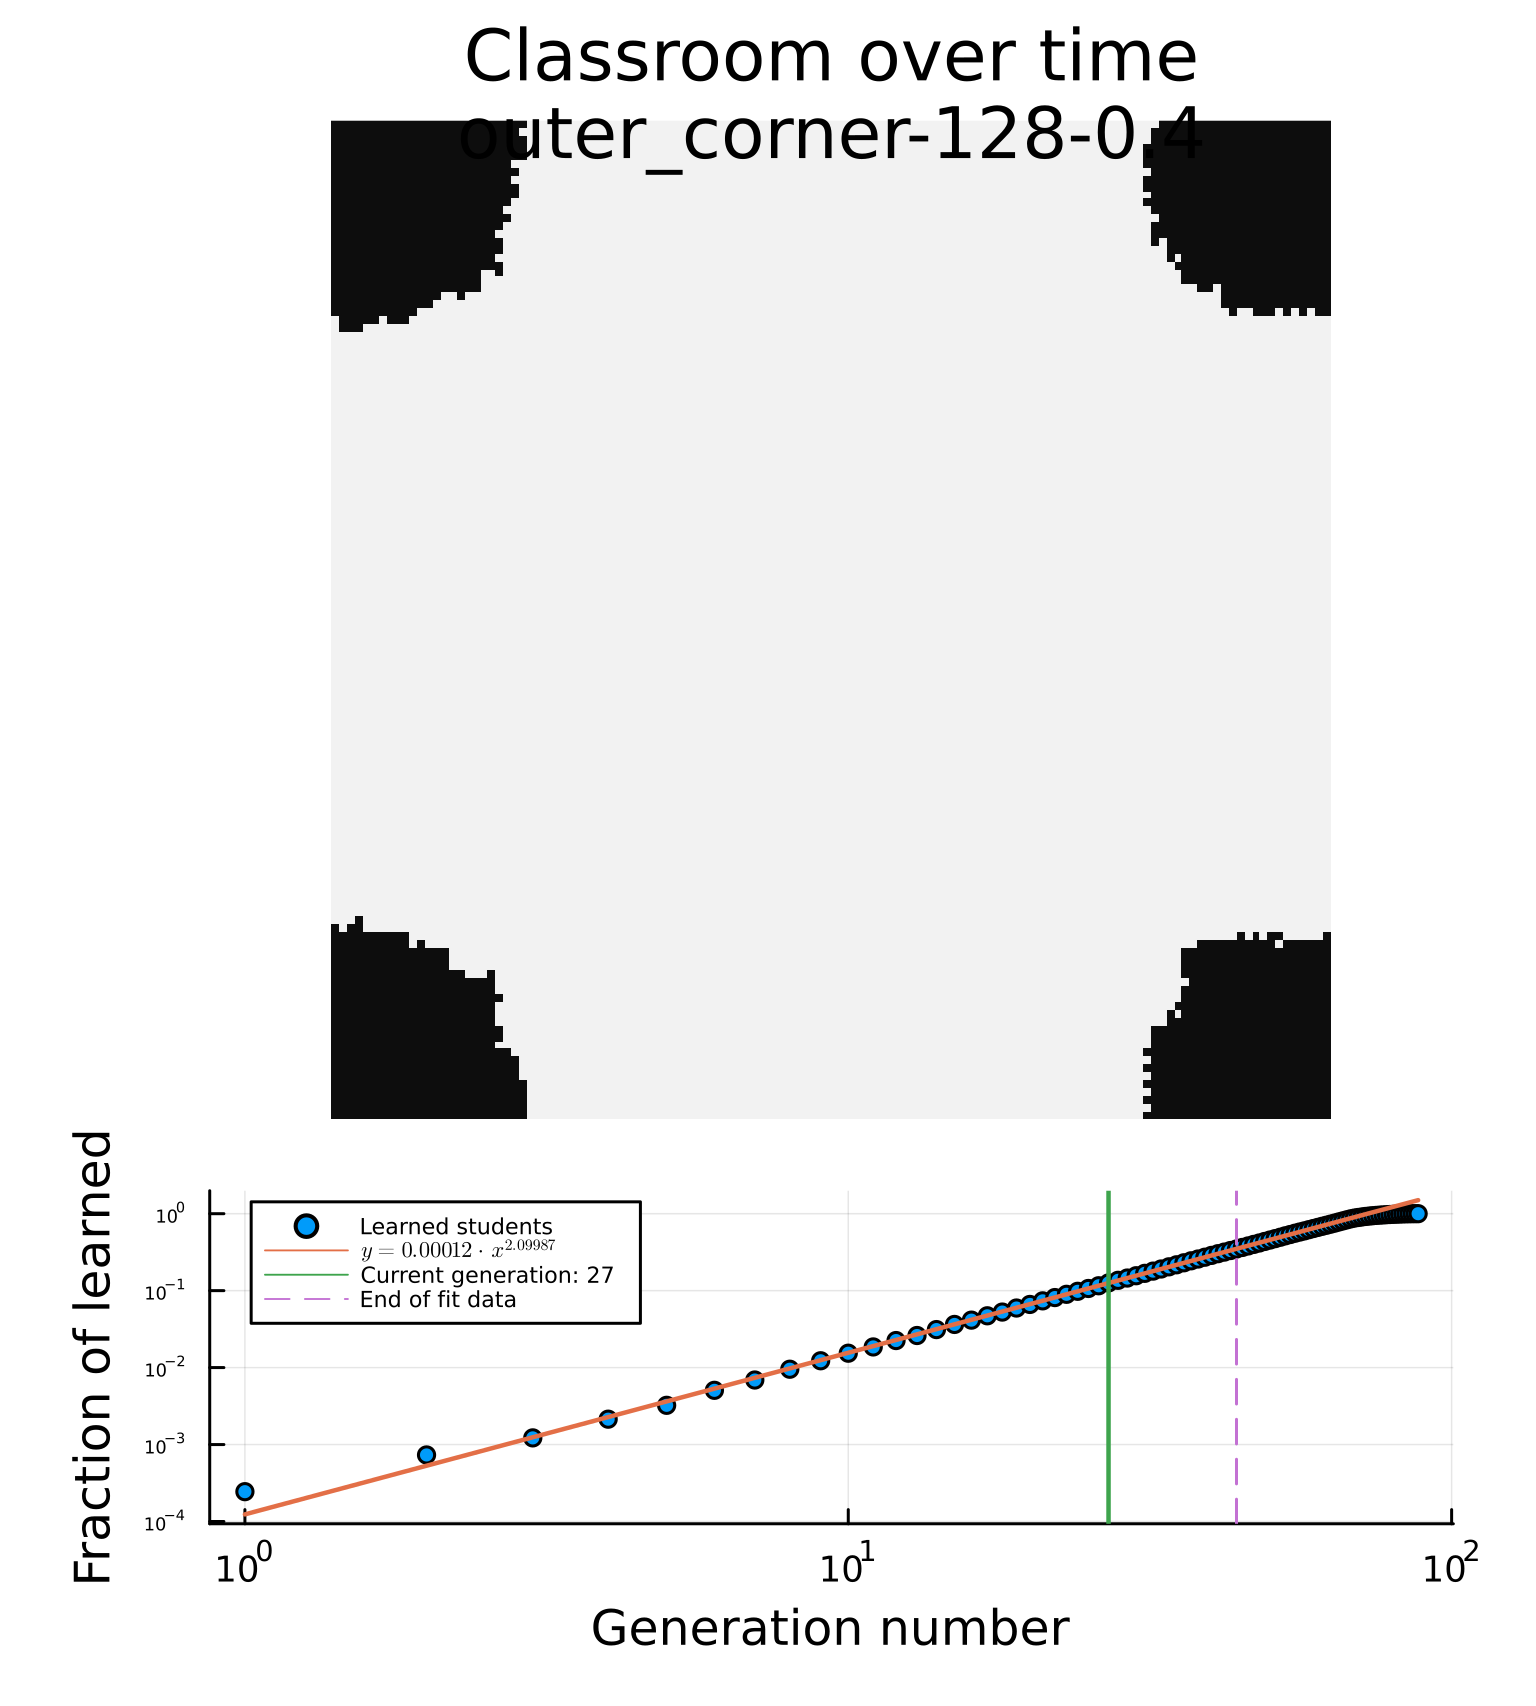 Classroom over time
outer_corner-128-0.4
Fraction of learned
10^0
10^-1
10^-2
10^-3
10^-4
Learned students
y = 0.00012 · x^2.09987
Current generation: 27
End of fit data
10^0
10^1
10^2
Generation number